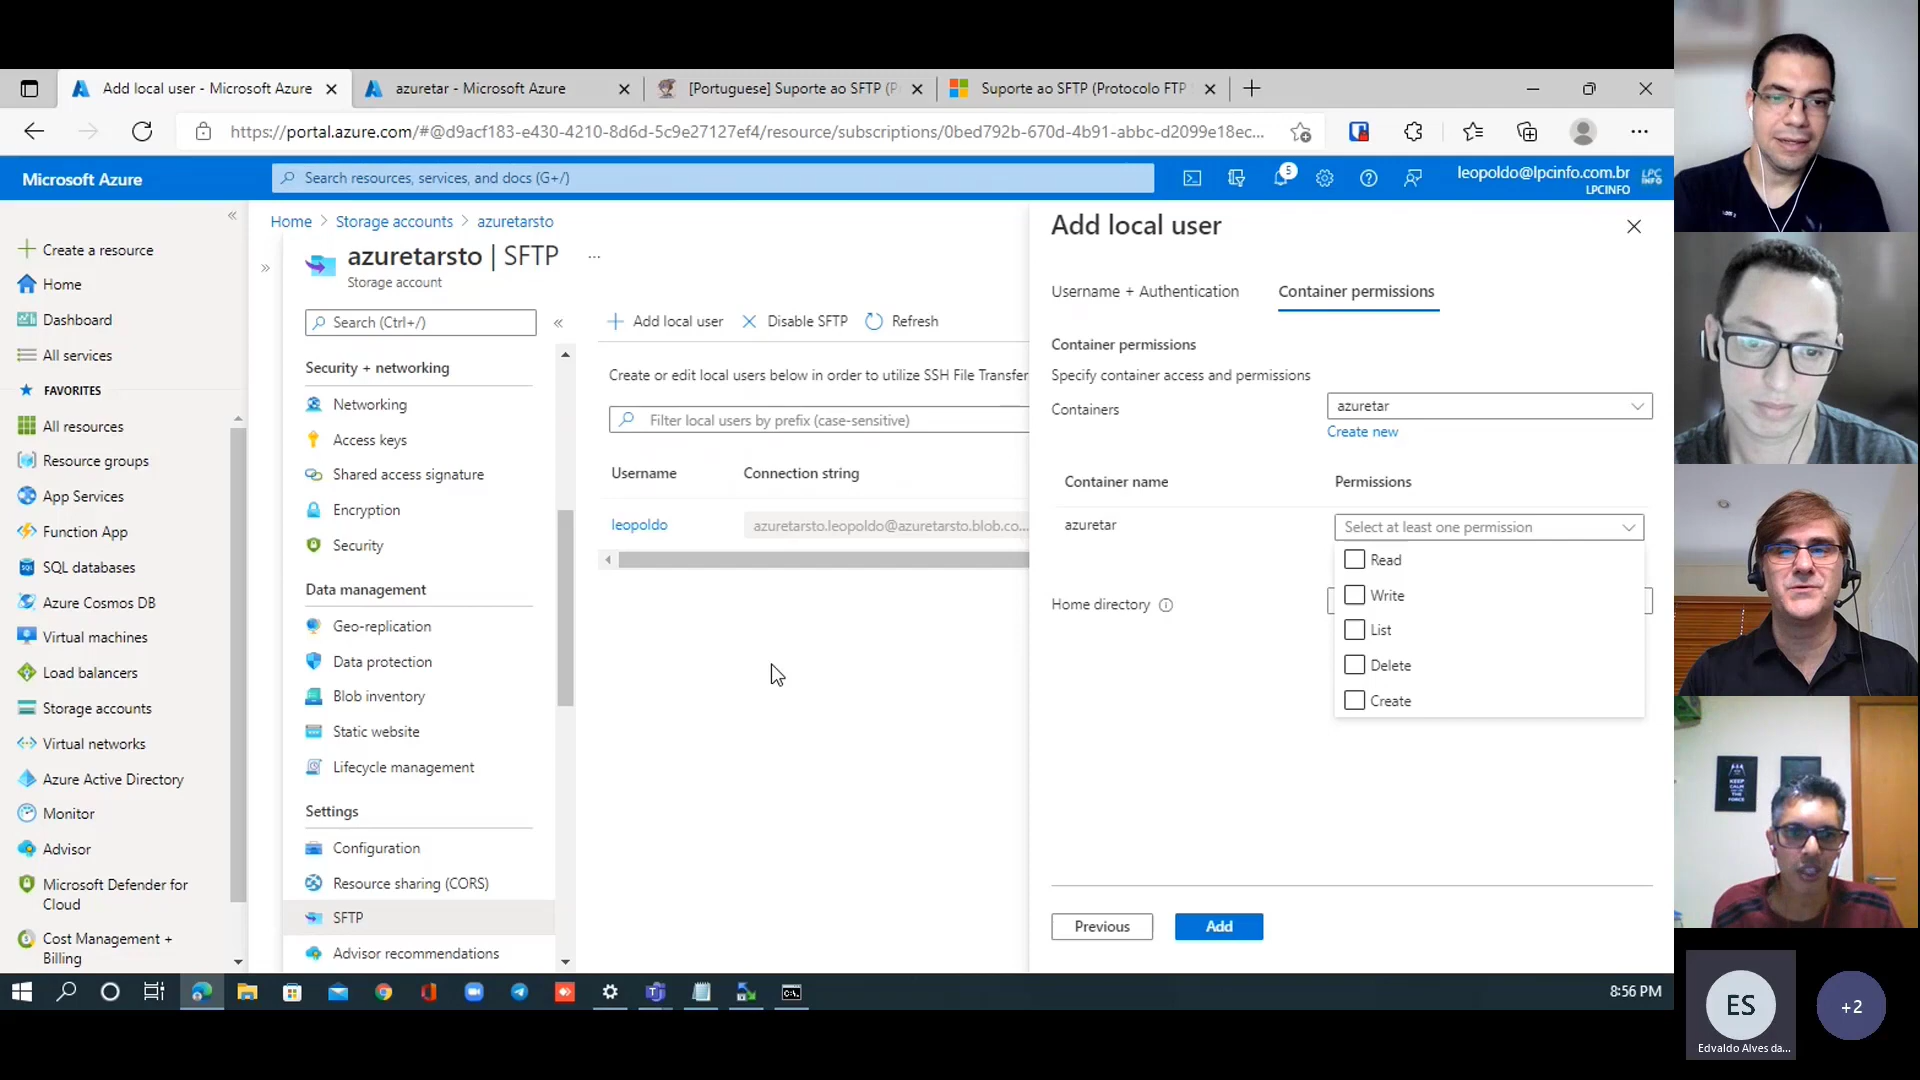 Add local user - Microsoft Azure
azuretar - Microsoft Azure
[Portuguese] Suporte ao SFTP (P
Suporte ao SFTP (Protocolo FTP
https://portal.azure.com/#@d9acf183-e430-4210-8d6d-5c9e27127ef4/resource/subscriptions/0bed792b-670d-4b91-abbc-d2099e18ec...
Microsoft Azure
Search resources, services, and docs (G+/)
5
leopoldo@lpcinfo.com.br
LPCINFO
LPC
INFO
Create a resource
Home
Dashboard
All services
FAVORITES
All resources
Resource groups
App Services
Function App
SQL databases
Azure Cosmos DB
Virtual machines
Load balancers
Storage accounts
Virtual networks
Azure Active Directory
Monitor
Advisor
Microsoft Defender for
Cloud
Cost Management +
Billing
Home > Storage accounts > azuretarsto
azuretarsto | SFTP
Storage account
Search (Ctrl+/)
Security + networking
Networking
Access keys
Shared access signature
Encryption
Security
Data management
Geo-replication
Data protection
Blob inventory
Static website
Lifecycle management
Settings
Configuration
Resource sharing (CORS)
SFTP
Advisor recommendations
Add local user
Disable SFTP
Refresh
Create or edit local users below in order to utilize SSH File Transfer
Filter local users by prefix (case-sensitive)
Username Connection string
leopoldo azuretarsto.leopoldo@azuretarsto.blob.co...
Add local user
Username + Authentication
Container permissions
Container permissions
Specify container access and permissions
Containers
azuretar
Create new
Container name Permissions
azuretar
Select at least one permission
Read
Write
List
Delete
Create
Home directory
Previous
Add
8:56 PM
KEEP
CALM
FORCE
ES
Edvaldo Alves da...
+2